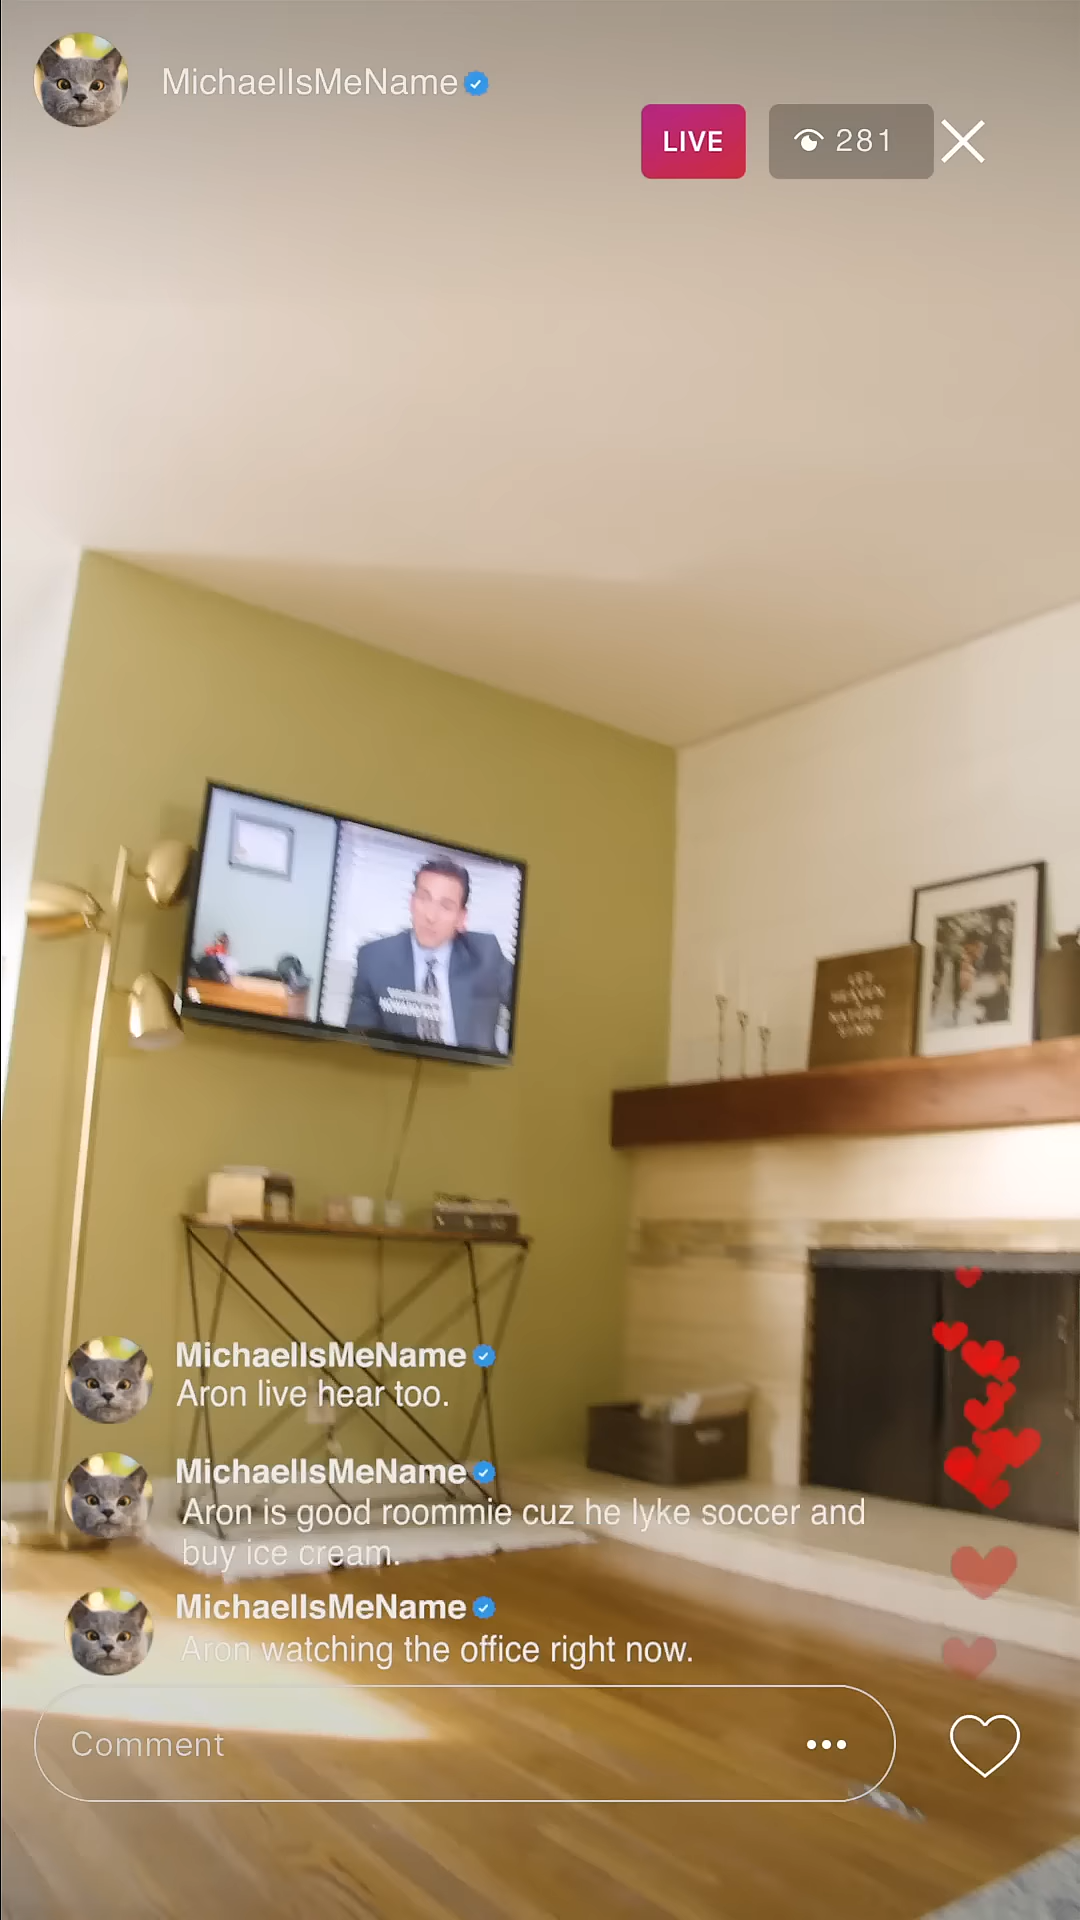 MichaelIsMeName
LIVE
281
MichaelIsMeName
Aron live hear too.
MichaelIsMeName
Aron is good roommie cuz he lyke soccer and
buy ice cream.
MichaelIsMeName
Aron watching the office right now.
Comment